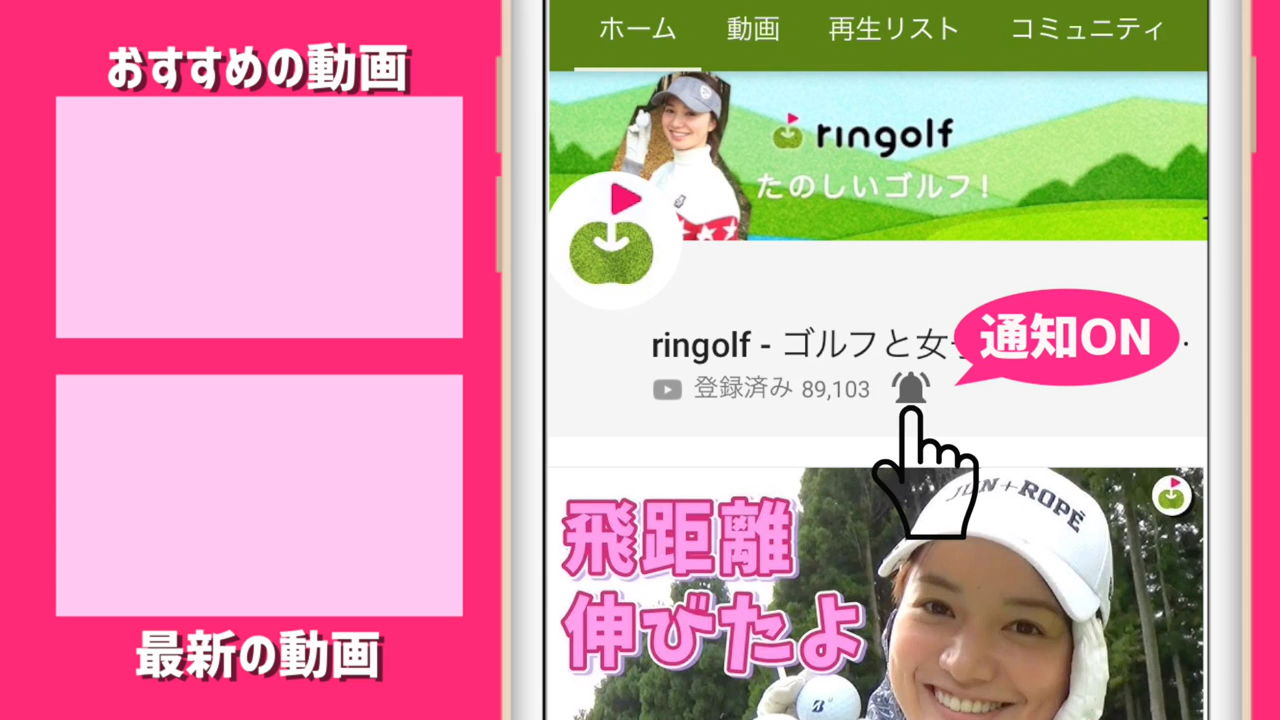 おすすめの動画
最新の動画
ホーム 動画 再生リスト コミュニティ
ringolf
たのしいゴルフ!
ringolf - ゴルフと女
通知ON
登録済み 89,103
飛距離
伸びたよ
JUN+ROPÉ
B